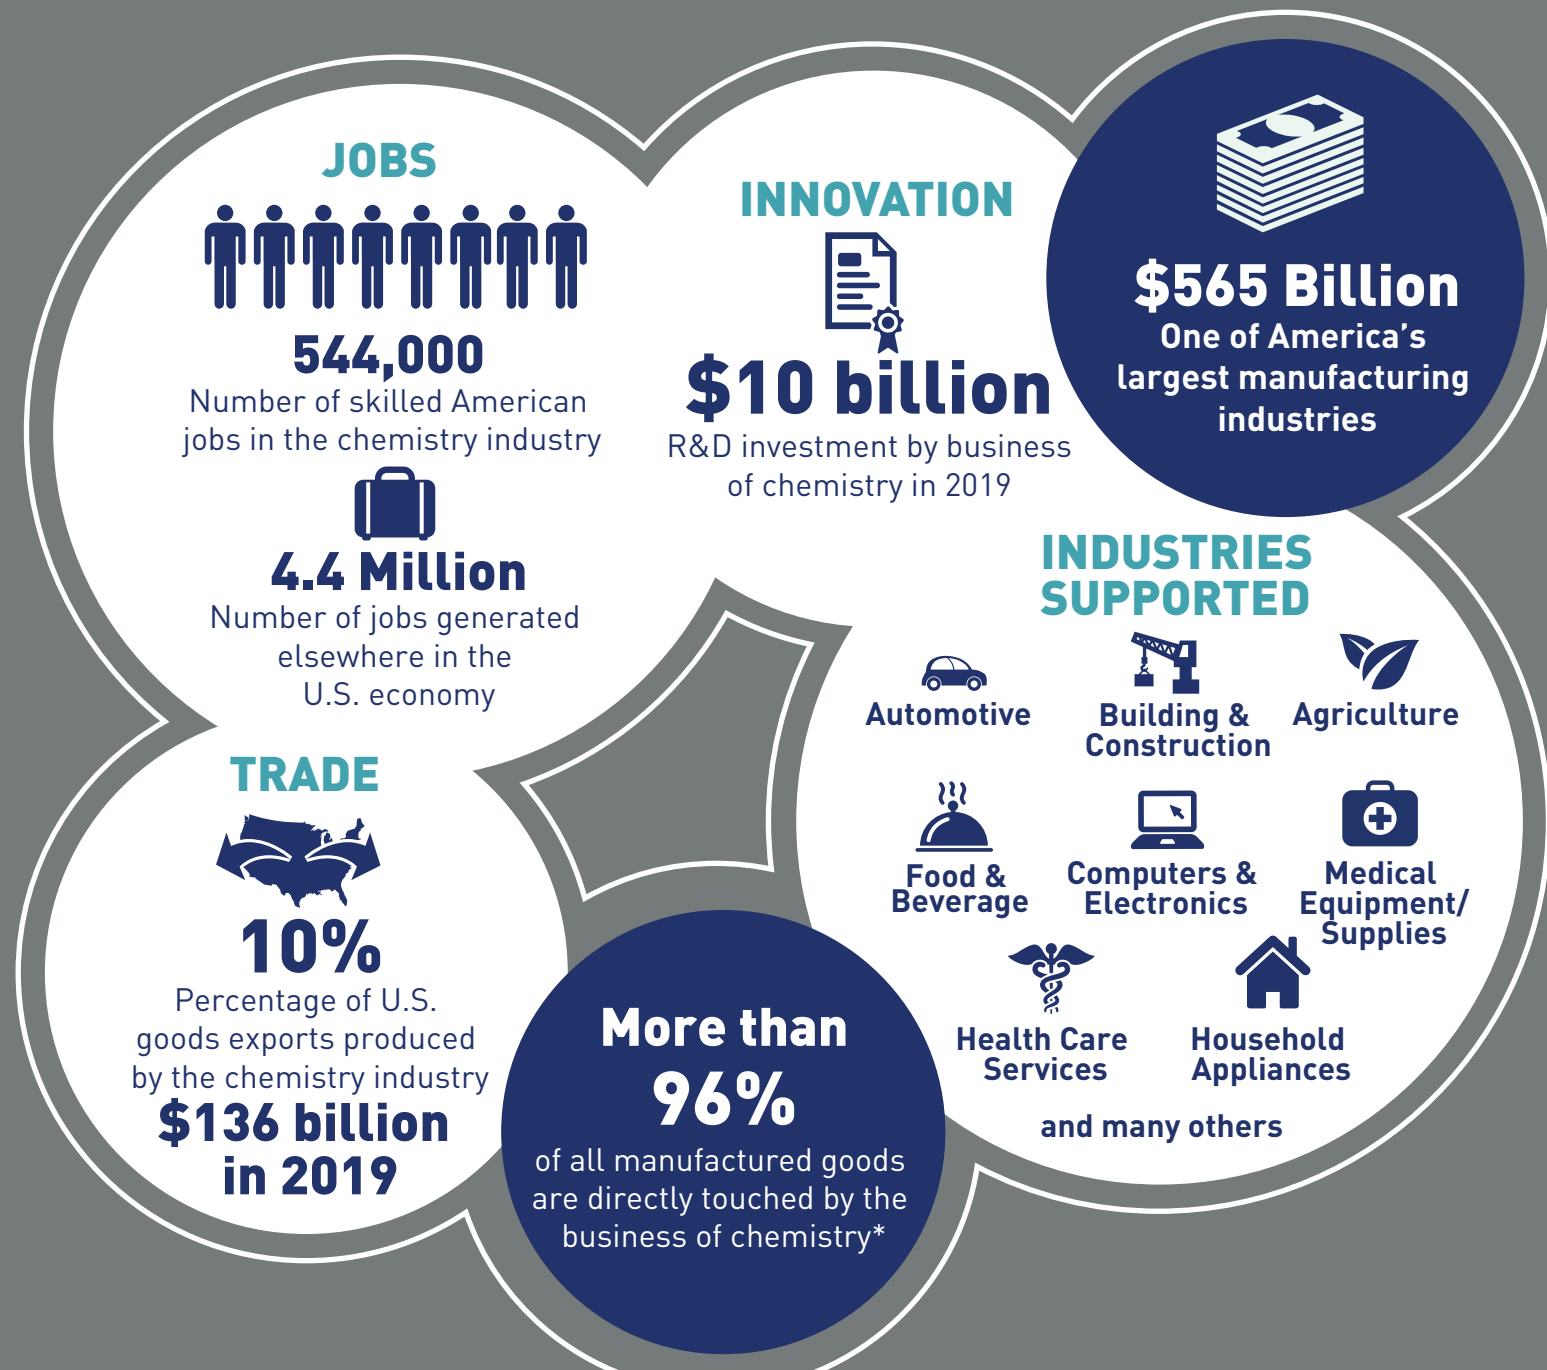 JOBS
544,000
Number of skilled American
jobs in the chemistry industry
4.4 Million
Number of jobs generated
elsewhere in the
U.S. economy
INNOVATION
$10 billion
R&D investment by business
of chemistry in 2019
$565 Billion
One of America's
largest manufacturing
industries
INDUSTRIES
SUPPORTED
Automotive
Building &
Construction
Agriculture
Food &
Beverage
Computers &
Electronics
Medical
Equipment/
Supplies
Health Care
Services
Household
Appliances
and many others
TRADE
10%
Percentage of U.S.
goods exports produced
by the chemistry industry
$136 billion
in 2019
More than
96%
of all manufactured goods
are directly touched by the
business of chemistry*